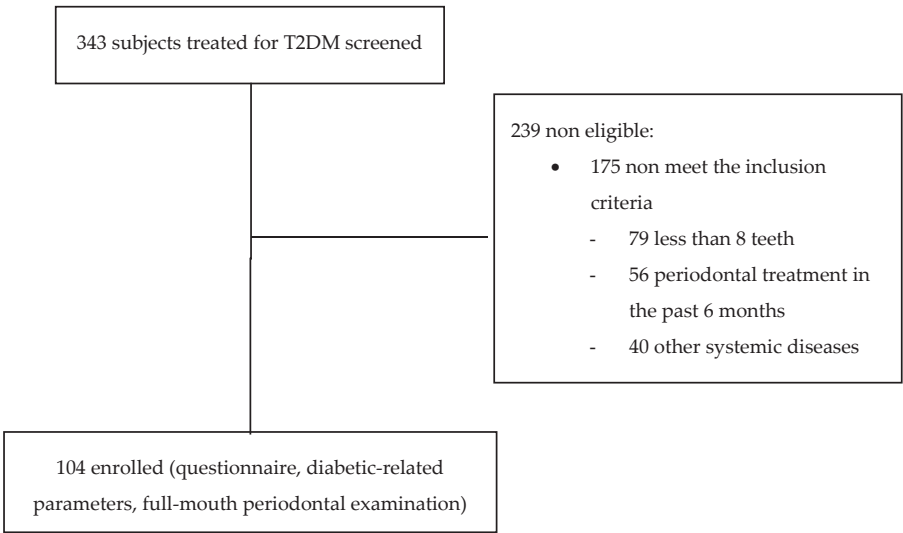 343 subjects treated for T2DM screened
239 non eligible:
• 175 non meet the inclusion
criteria
- 79 less than 8 teeth
- 56 periodontal treatment in
the past 6 months
- 40 other systemic diseases
104 enrolled (questionnaire, diabetic-related
parameters, full-mouth periodontal examination)